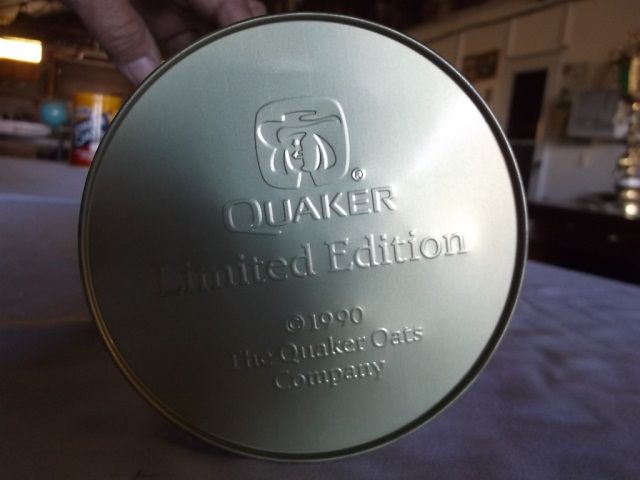 ®
QUAKER
Limited Edition
©1990
The Quaker Oats
Company